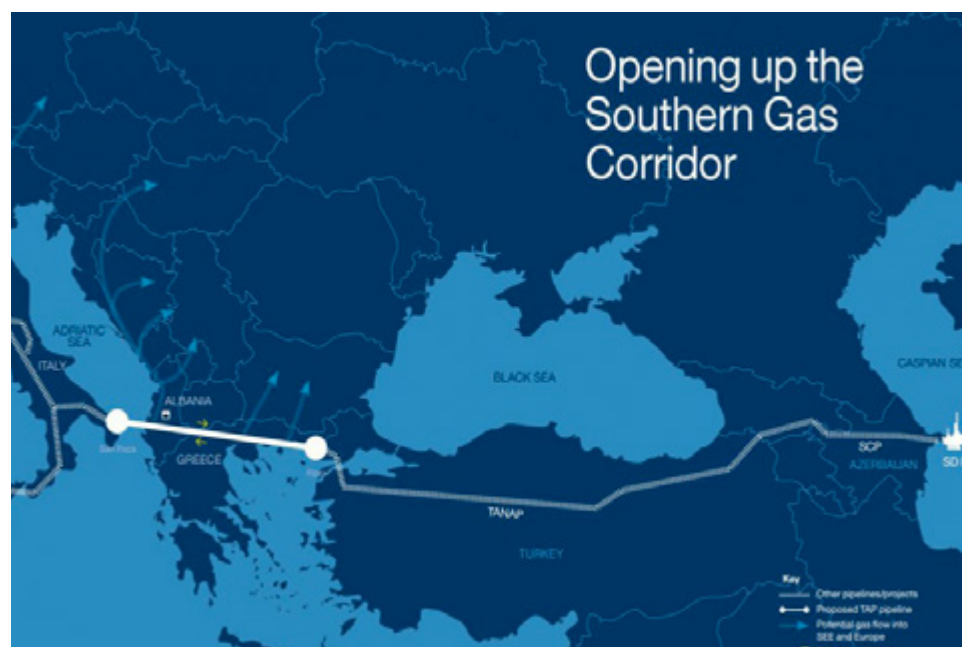 Opening up the
Southern Gas
Corridor
ADRIATIC
SEA
ITALY
CASPIAN SE
BLACK SEA
ALBANIA
SCP
GREECE
AZERBAIJAN
SD
TANAP
TURKEY
Key
Other pipelines/projects
Proposed TAP pipeline
Potential gas flow into
SEE and Europe